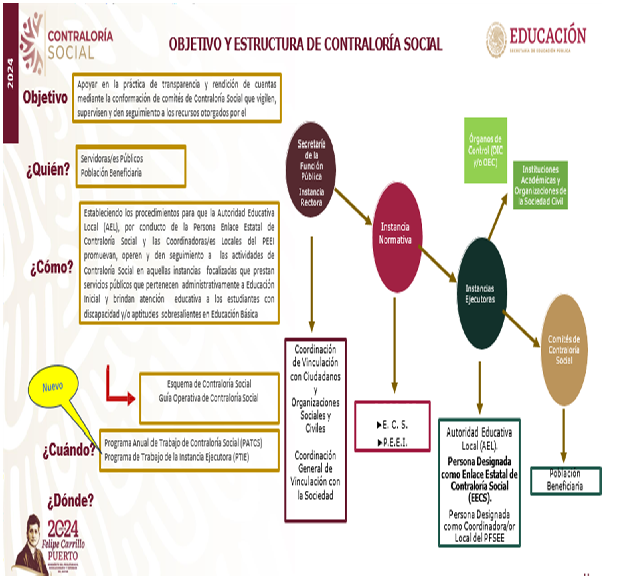 2024
CONTRALORÍA
SOCIAL
OBJETIVO Y ESTRUCTURA DE CONTRALORÍA SOCIAL
EDUCACIÓN
SECRETARÍA DE EDUCACIÓN PÚBLICA
Objetivo
Apoyar en la práctica de transparencia y rendición de cuentas
mediante la conformación de comités de Contraloría Social que vigilen,
supervisen y den seguimiento a los recursos otorgados por el
¿Quién?
Servidoras/es Públicos
Población Beneficiaria
¿Cómo?
Estableciendo los procedimientos para que la Autoridad Educativa
Local (AEL), por conducto de la Persona Enlace Estatal de
Contraloría Social y las Coordinadoras/es Locales del PEEI
promuevan, operen y den seguimiento a las actividades de
Contraloría Social en aquellas instancias focalizadas que prestan
servicios públicos que pertenecen administrativamente a Educación
Inicial y brindan atención educativa a los estudiantes con
discapacidad y/o aptitudes sobresalientes en Educación Básica
Nuevo
Esquema de Contraloría Social
Guía Operativa de Contraloría Social
¿Cuándo?
Programa Anual de Trabajo de Contraloría Social (PATCS)
Programa de Trabajo de la Instancia Ejecutora (PTIE)
¿Dónde?
2024
Felipe Carrillo
PUERTO
Secretaría
de la
Función
Pública
Instancia
Rectora
Instancia
Normativa
Instancias
Ejecutoras
Comités de
Contraloría
Social
Órganos de
Control (OIC
y/o OEC)
Instituciones
Académicas y
Organizaciones de
la Sociedad Civil
Coordinación
de Vinculación
con Ciudadanos
y
Organizaciones
Sociales y
Civiles
Coordinación
General de
Vinculación con
la Sociedad
►E. C. S.
►P.E.E.I.
Autoridad Educativa
Local (AEL).
Persona Designada
como Enlace Estatal de
Contraloría Social
(EECS).
Persona Designada
como Coordinadora/or
Local del PFSEE
Población
Beneficiaria